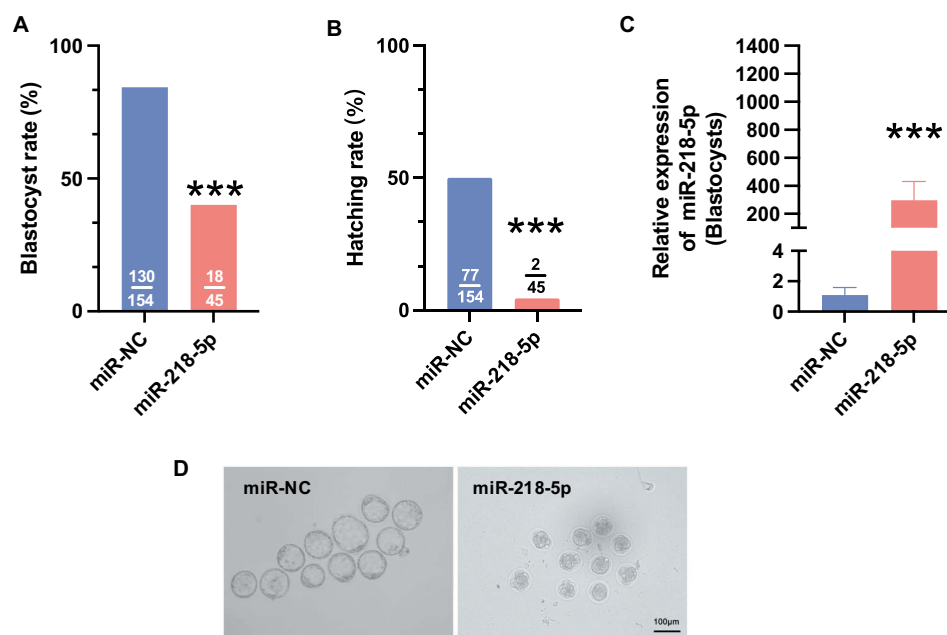 A
Blastocyst rate (%)
100
50
0
***
130
154
18
45
miR-NC
miR-218-5p
B
Hatching rate (%)
100
50
0
***
77
154
2
45
miR-NC
miR-218-5p
C
Relative expression
of miR-218-5p
(Blastocysts)
1400
1200
1000
800
600
400
200
4
2
0
***
miR-NC
miR-218-5p
D
miR-NC
miR-218-5p
100μm